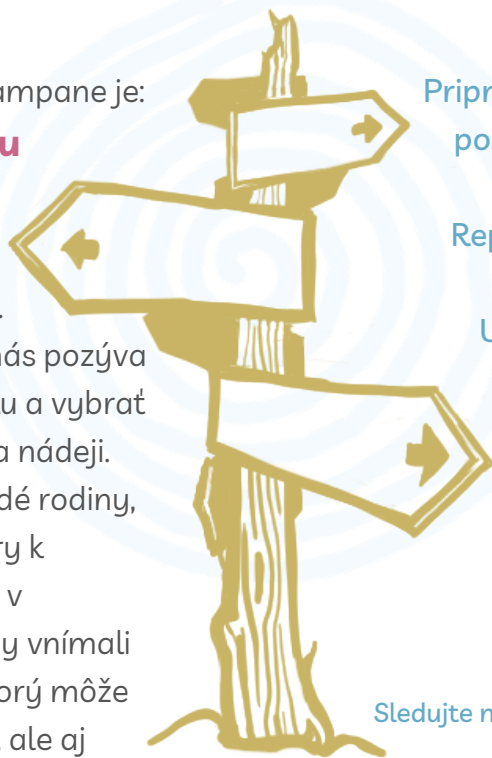 ampane je:
u
nás pozýva
u a vybrať
a nádeji.
dé rodiny,
ry k
v
y vnímali
orý môže
ale aj
Pripr
po
Rep
U
Sledujte n